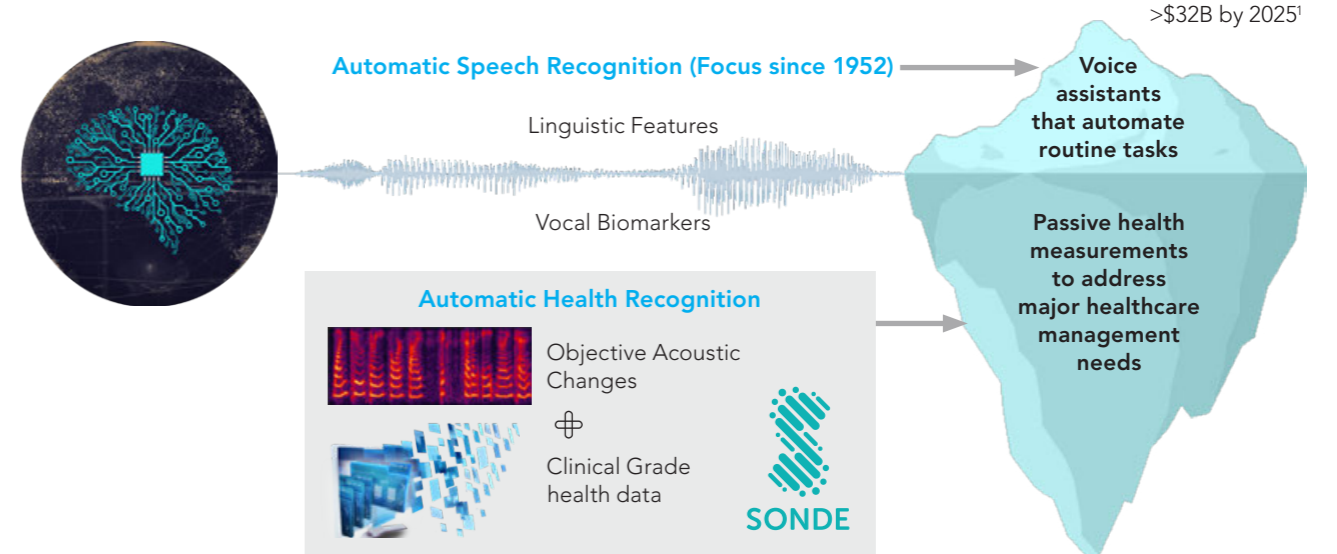 >$32B by 2025¹
Automatic Speech Recognition (Focus since 1952)
Linguistic Features
Vocal Biomarkers
Voice
assistants
that automate
routine tasks
Automatic Health Recognition
Objective Acoustic
Changes
Clinical Grade
health data
SONDE
Passive health
measurements
to address
major healthcare
management
needs